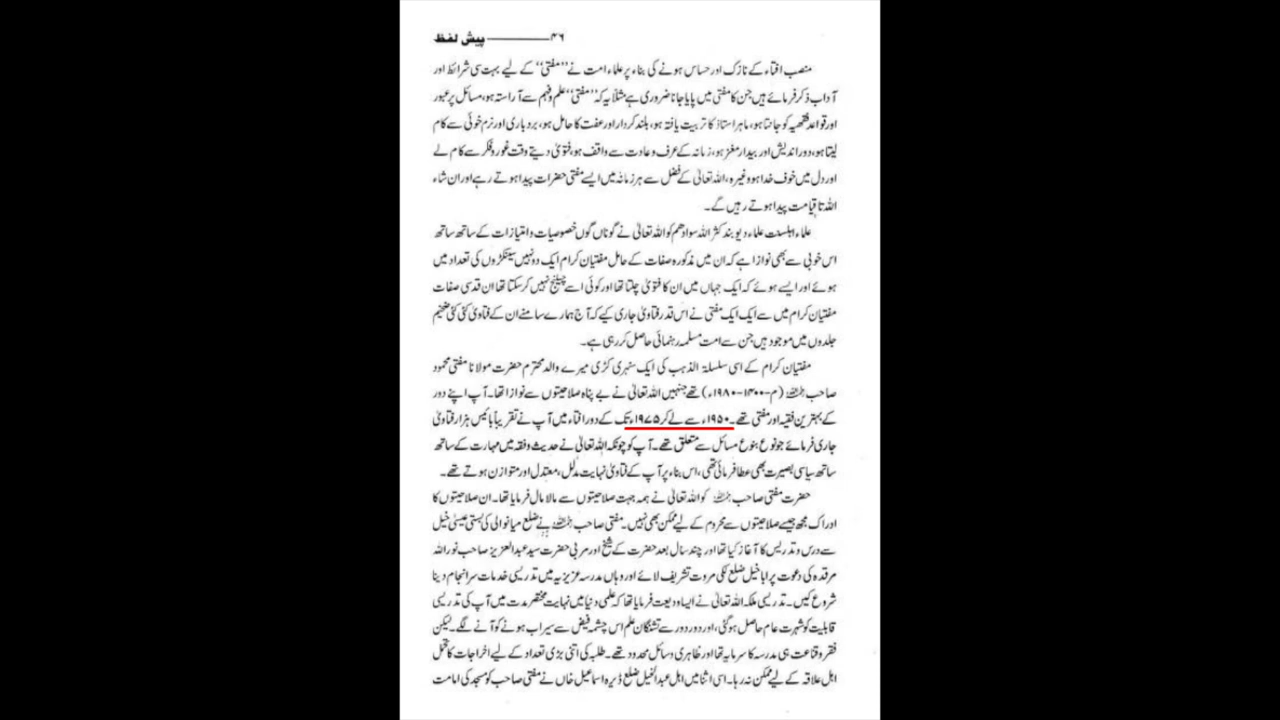 ۴۶ ——— پیش لفظ
منصب افتاء کے نازک اور حساس ہونے کی بناء پر علماء امت نے ”مفتی“ کے لیے بہت سی شرائط اور
آداب ذکر فرمائے ہیں جن کا مفتی میں پایا جانا ضروری ہے مثلاً یہ کہ ”مفتی“ علم و فہم سے آراستہ ہو، مسائل پر عبور
اور قواعد فقہیہ کو جانتا ہو، ماہر استاذ کا تربیت یافتہ ہو، بلند کردار اور عفت کا حامل ہو، بردباری اور نرم خوئی سے کام
لیتا ہو، دور اندیش اور بیدار مغز ہو، زمانہ کے عرف و عادت سے واقف ہو، فتویٰ دیتے وقت غور و فکر سے کام لے
اور دل میں خوف خدا ہو وغیرہ، اللہ تعالیٰ کے فضل سے ہر زمانہ میں ایسے مفتی حضرات پیدا ہوتے رہے اور ان شاء
اللہ تا قیامت پیدا ہوتے رہیں گے۔
علماء اہلسنت علماء دیوبند کثر اللہ سوادھم کو اللہ تعالیٰ نے گوناں گوں خصوصیات و امتیازات کے ساتھ ساتھ
اس خوبی سے بھی نوازا ہے کہ ان میں مذکورہ صفات کے حامل مفتیان کرام ایک دو نہیں سینکڑوں کی تعداد میں
ہوئے اور ایسے ہوئے کہ ایک جہاں میں ان کا فتویٰ چلتا تھا اور کوئی اسے چیلنج نہیں کر سکتا تھا ان قدسی صفات
مفتیان کرام میں سے ایک ایک مفتی نے اس قدر فتاویٰ جاری کیے کہ آج ہمارے سامنے ان کے فتاویٰ کئی کئی ضخیم
جلدوں میں موجود ہیں جن سے امت مسلمہ رہنمائی حاصل کر رہی ہے۔
مفتیان کرام کے اسی سلسلۃ الذہب کی ایک سنہری کڑی میرے والد محترم حضرت مولانا مفتی محمود
صاحب رحمہ اللہ (م-۱۴۰۰-۱۹۸۰ء) تھے جنہیں اللہ تعالیٰ نے بے پناہ صلاحیتوں سے نوازا تھا۔ آپ اپنے دور
کے بہترین فقیہ اور مفتی تھے۔ ۱۹۵۰ء سے لے کر ۱۹۷۵ء تک کے دور افتاء میں آپ نے تقریباً بائیس ہزار فتاویٰ
جاری فرمائے جو نوع بنوع مسائل سے متعلق تھے۔ آپ کو چونکہ اللہ تعالیٰ نے حدیث و فقہ میں مہارت کے ساتھ
ساتھ سیاسی بصیرت بھی عطا فرمائی تھی، اس بناء پر آپ کے فتاویٰ نہایت مدلل، معتدل اور متوازن ہوتے تھے۔
حضرت مفتی صاحب رحمہ اللہ کو اللہ تعالیٰ نے ہمہ جہت صلاحیتوں سے مالا مال فرمایا تھا۔ ان صلاحیتوں کا
ادراک مجھ جیسے صلاحیتوں سے محروم کے لیے ممکن بھی نہیں۔ مفتی صاحب رحمہ اللہ نے ضلع میانوالی کی بستی عیسیٰ خیل
سے درس و تدریس کا آغاز کیا تھا اور چند سال بعد حضرت کے شیخ اور مربی حضرت سید عبدالعزیز صاحب نور اللہ
مرقدہ کی دعوت پر اباخیل ضلع لکی مروت تشریف لائے اور وہاں مدرسہ عزیزیہ میں تدریسی خدمات سرانجام دینا
شروع کیں۔ تدریسی ملکہ اللہ تعالیٰ نے ایسا ودیعت فرمایا تھا کہ علمی دنیا میں نہایت مختصر مدت میں آپ کی تدریسی
قابلیت کو شہرت عام حاصل ہو گئی، اور دور دور سے تشنگان علم اس چشمہ فیض سے سیراب ہونے کو آنے لگے۔ لیکن
فقر و قناعت ہی مدرسہ کا سرمایہ تھا اور ظاہری وسائل محدود تھے۔ طلبہ کی اتنی بڑی تعداد کے لیے اخراجات کا تحمل
اہل علاقہ کے لیے ممکن نہ رہا۔ اسی اثنا میں اہل عبدالخیل ضلع ڈیرہ اسماعیل خاں نے مفتی صاحب کو مسجد کی امامت